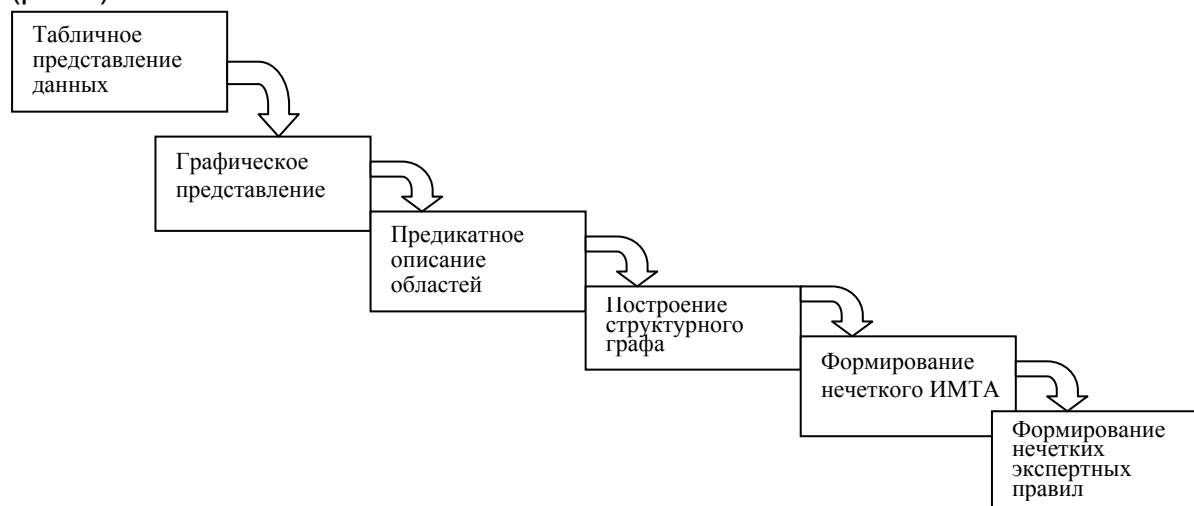 Табличное
представление
данных
Графическое
представление
Предикатное
описание
областей
Построение
структурного
графа
Формирование
нечеткого ИМТА
Формирование
нечетких
экспертных
правил